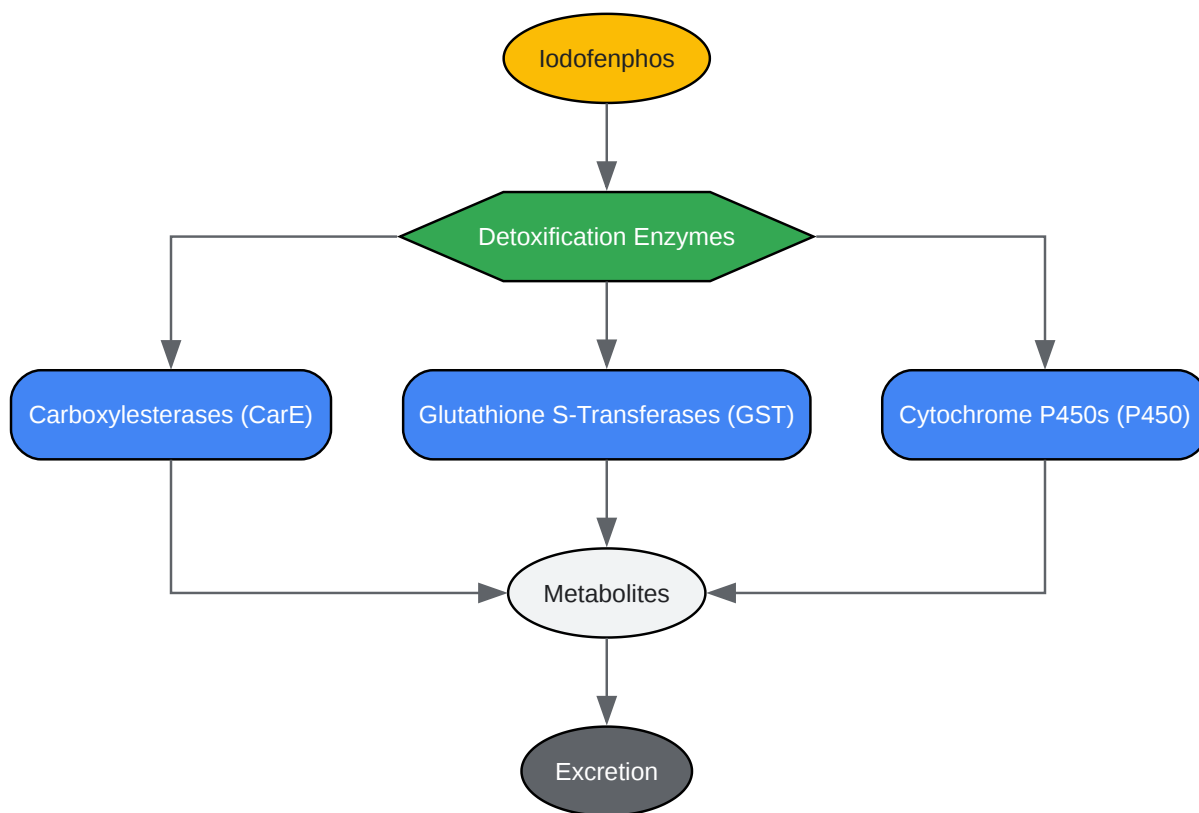 Iodofenphos
Detoxification Enzymes
Carboxylesterases (CarE)
Glutathione S-Transferases (GST)
Cytochrome P450s (P450)
Metabolites
Excretion